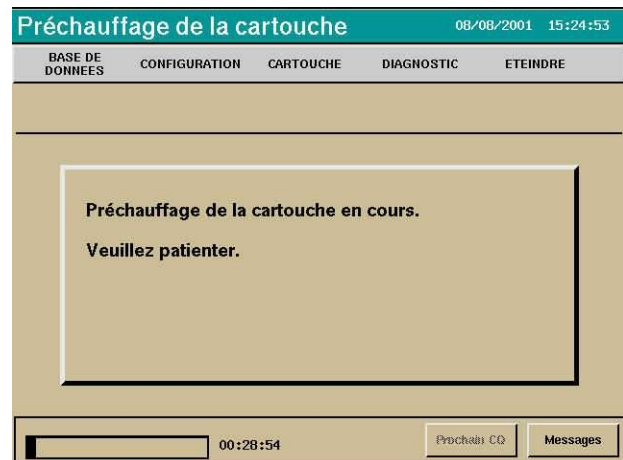 Préchauffage de la cartouche 08/08/2001 15:24:53
BASE DE
DONNEES CONFIGURATION CARTOUCHE DIAGNOSTIC ETEINDRE
Préchauffage de la cartouche en cours.
Veuillez patienter.
00:28:54 Prochain CQ Messages